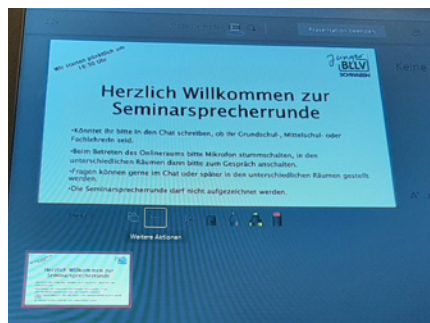 Präsentation beenden
Wir starten pünktlich um
18:30 Uhr
Junger
BLLV
SCHWABEN
Keine
Herzlich Willkommen zur
Seminarsprecherrunde
•Könntet ihr bitte in den Chat schreiben, ob ihr Grundschul-, Mittelschul- oder
Fachlehrer/in seid.
•Beim Betreten des Onlineraums bitte Mikrofon stummschalten, in den
unterschiedlichen Räumen dann bitte zum Gespräch anschalten.
•Fragen können gerne im Chat oder später in den unterschiedlichen Räumen gestellt
werden.
•Die Seminarsprecherrunde darf nicht aufgezeichnet werden.
Weitere Aktionen
Herzlich Willkommen zur
Seminarsprecherrunde